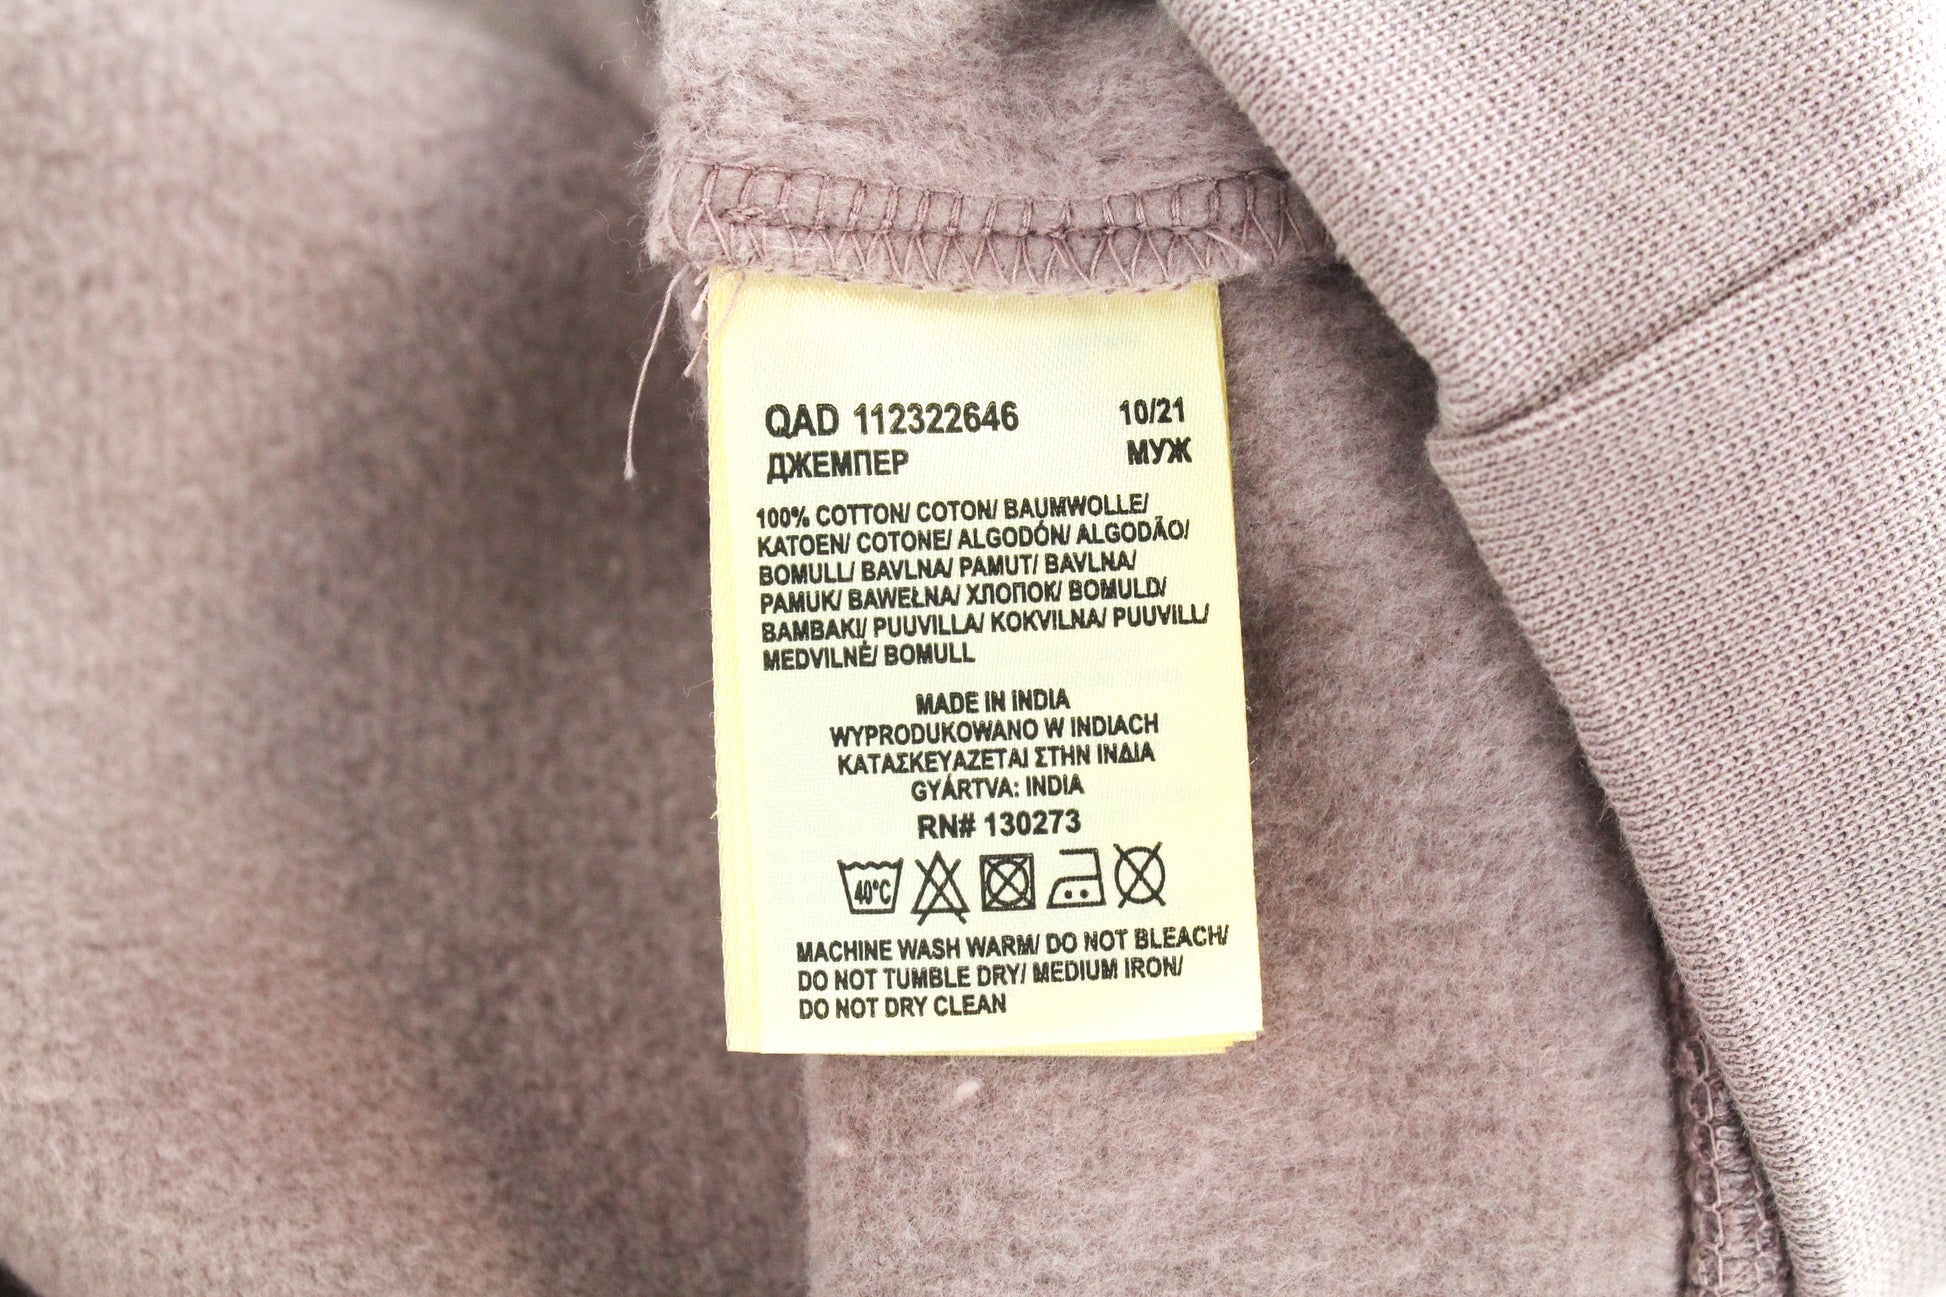 QAD 112322646 10/21
ДЖЕМПЕР МУЖ
100% COTTON/ COTON/ BAUMWOLLE/
KATOEN/ COTONE/ ALGODÓN/ ALGODÃO/
BOMULL/ BAVLNA/ PAMUT/ BAVLNA/
PAMUK/ BAWEŁNA/ ХЛОПОК/ BOMULD/
BAMBAKI/ PUUVILLA/ KOKVILNA/ PUUVILL/
MEDVILNĖ/ BOMULL
MADE IN INDIA
WYPRODUKOWANO W INDIACH
ΚΑΤΑΣΚΕΥΑΖΕΤΑΙ ΣΤΗΝ ΙΝΔΙΑ
GYÁRTVA: INDIA
RN# 130273
40°C
MACHINE WASH WARM/ DO NOT BLEACH/
DO NOT TUMBLE DRY/ MEDIUM IRON/
DO NOT DRY CLEAN